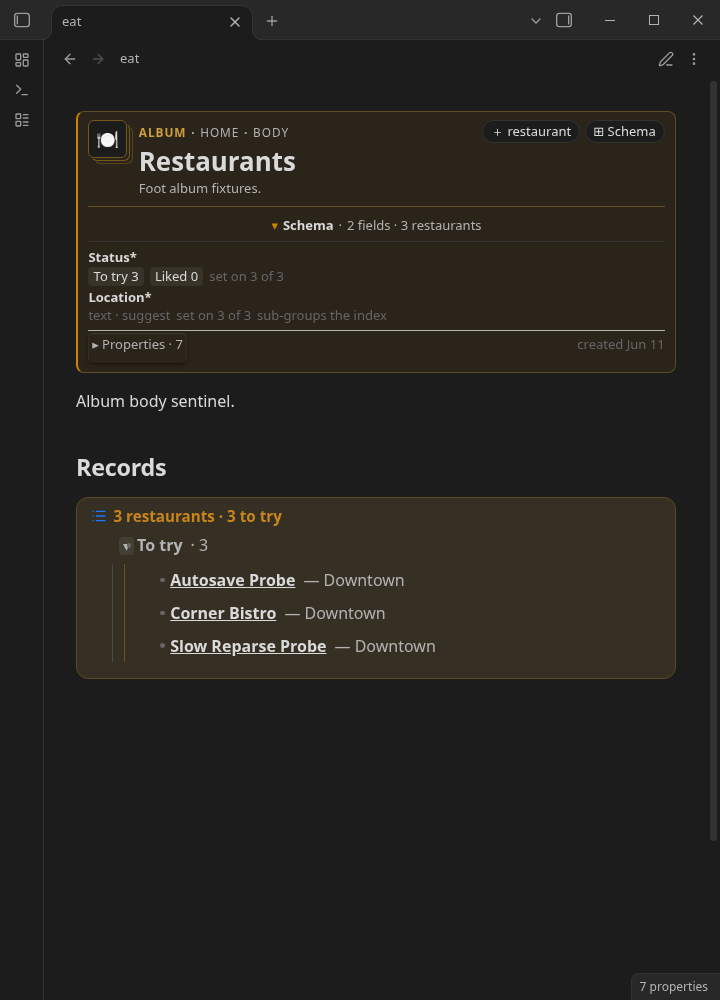 eat
eat
ALBUM · HOME · BODY
+ restaurant
⊞ Schema
Restaurants
Foot album fixtures.
▾ Schema · 2 fields · 3 restaurants
Status*
To try 3 Liked 0 set on 3 of 3
Location*
text · suggest set on 3 of 3 sub-groups the index
▸ Properties · 7
created Jun 11
Album body sentinel.
Records
3 restaurants · 3 to try
▾ To try · 3
• Autosave Probe — Downtown
• Corner Bistro — Downtown
• Slow Reparse Probe — Downtown
7 properties